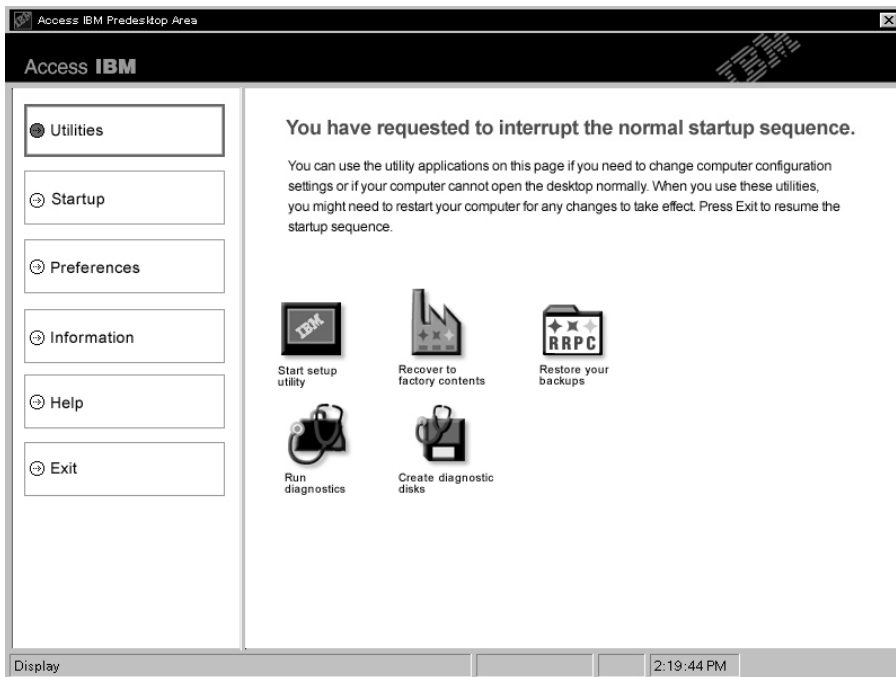 Access IBM Predesktop Area
Access IBM
IBM
Utilities
Startup
Preferences
Information
Help
Exit
You have requested to interrupt the normal startup sequence.
You can use the utility applications on this page if you need to change computer configuration
settings or if your computer cannot open the desktop normally. When you use these utilities,
you might need to restart your computer for any changes to take effect. Press Exit to resume the
startup sequence.
IBM
Start setup
utility
Recover to
factory contents
RRPC
Restore your
backups
Run
diagnostics
Create diagnostic
disks
Display
2:19:44 PM